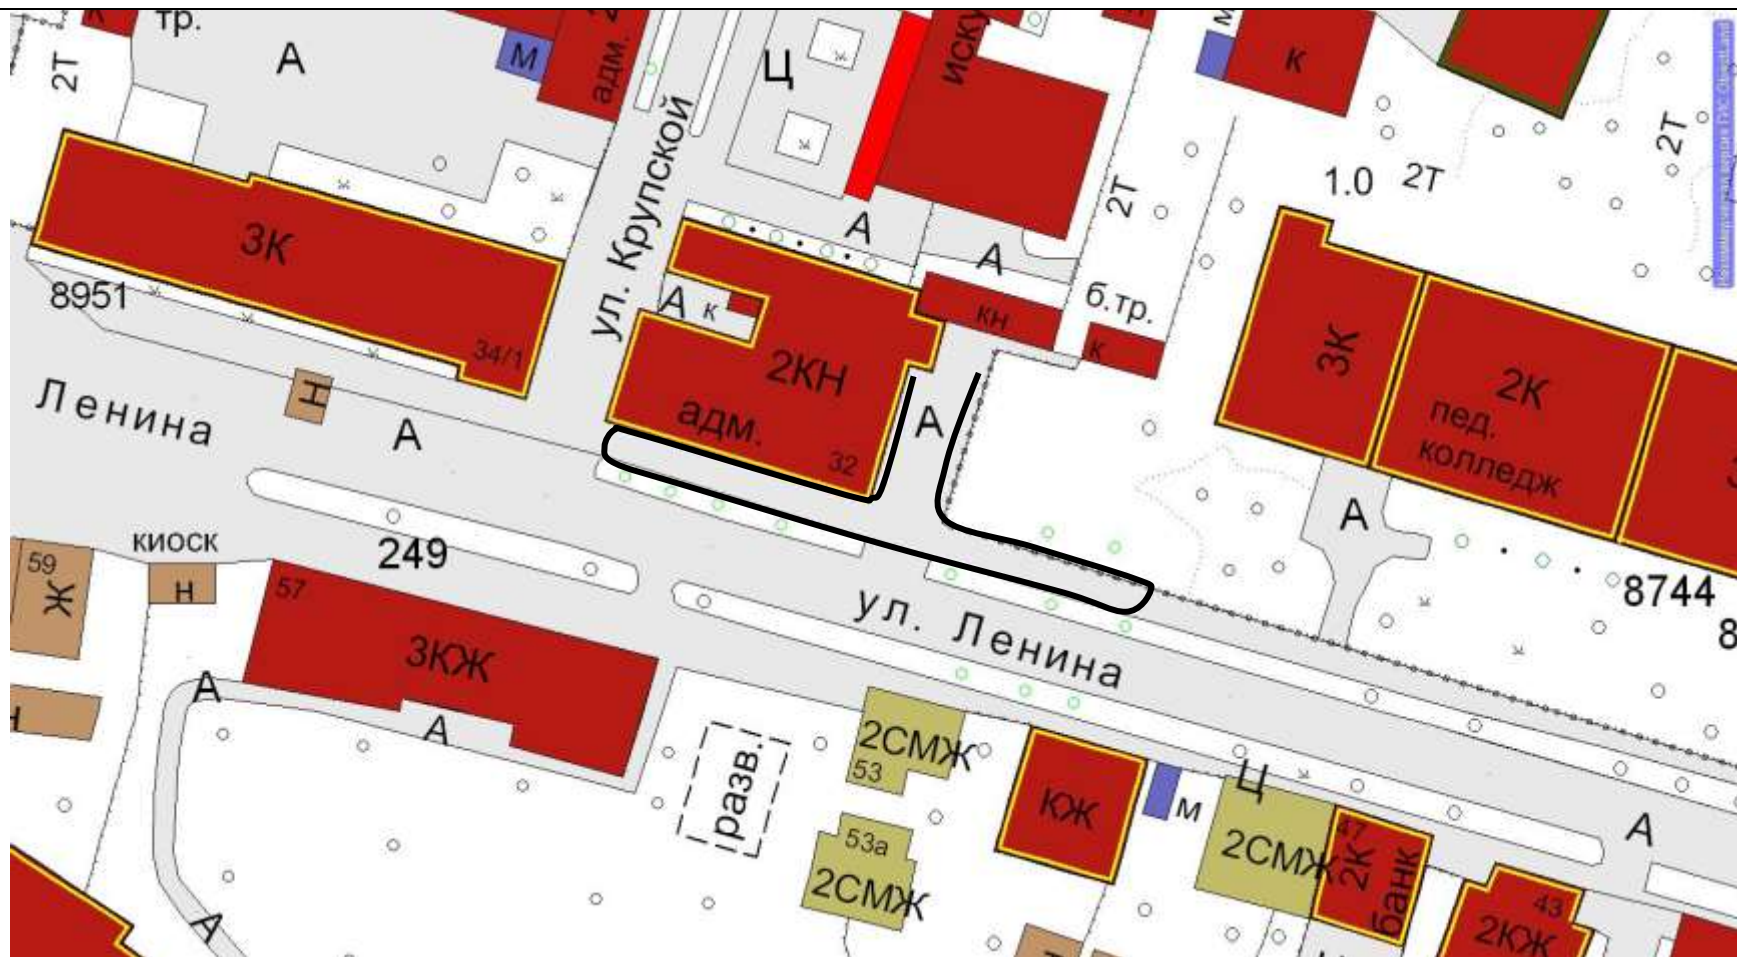 тр.
А
М
адм.
Ц
иску
м
к
2Т
ул. Крупской
2Т
1.0
2Т
2Т
3К
А
А
8951
34/1
А
к
кн
б.тр.
к
2КН
адм.
32
А
3К
2К
пед.
колледж
Ленина
Н
А
А
киоск
249
59
Ж
н
57
3КЖ
ул. Ленина
8744
8
А
А
разв.
2СМЖ
53
53а
2СМЖ
КЖ
м
Ц
2СМЖ
47
2К
банк
А
43
2КЖ
А